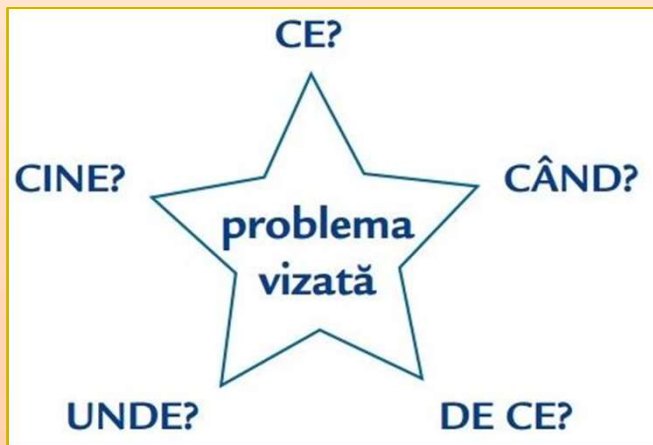 CE?
CINE?
CÂND?
problema
vizată
UNDE?
DE CE?